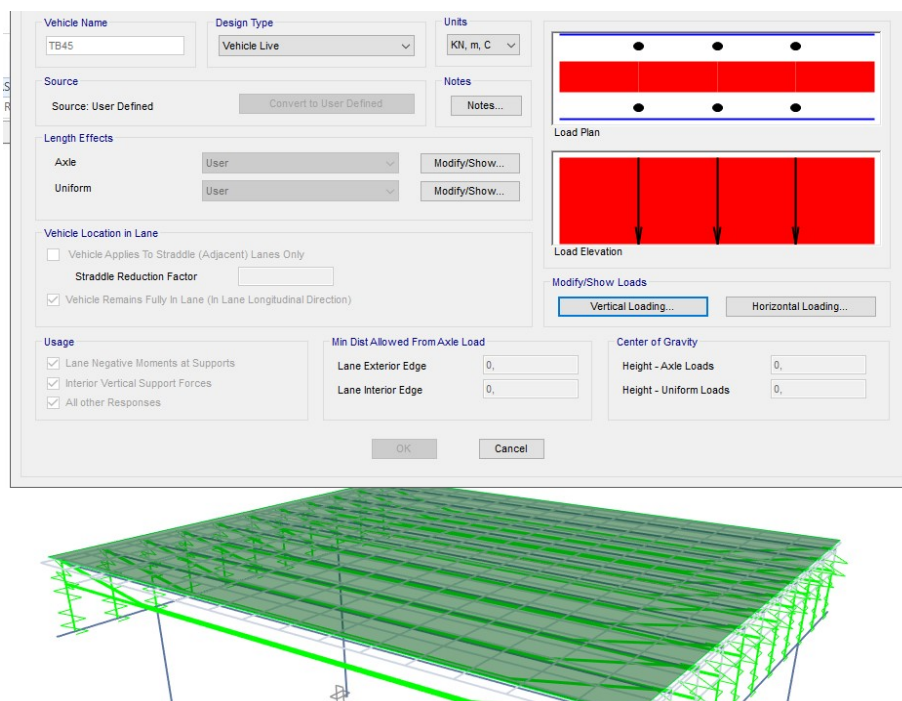 Vehicle Name
Design Type
Units
TB45
Vehicle Live
KN, m, C
Source
Notes
Source: User Defined
Convert to User Defined
Notes...
Load Plan
Length Effects
Axle
User
Modify/Show...
Uniform
User
Modify/Show...
Load Elevation
Vehicle Location in Lane
Vehicle Applies To Straddle (Adjacent) Lanes Only
Straddle Reduction Factor
Vehicle Remains Fully In Lane (In Lane Longitudinal Direction)
Modify/Show Loads
Vertical Loading...
Horizontal Loading...
Usage
Lane Negative Moments at Supports
Interior Vertical Support Forces
All other Responses
Min Dist Allowed From Axle Load
Lane Exterior Edge
0,
Lane Interior Edge
0,
Center of Gravity
Height - Axle Loads
0,
Height - Uniform Loads
0,
OK
Cancel